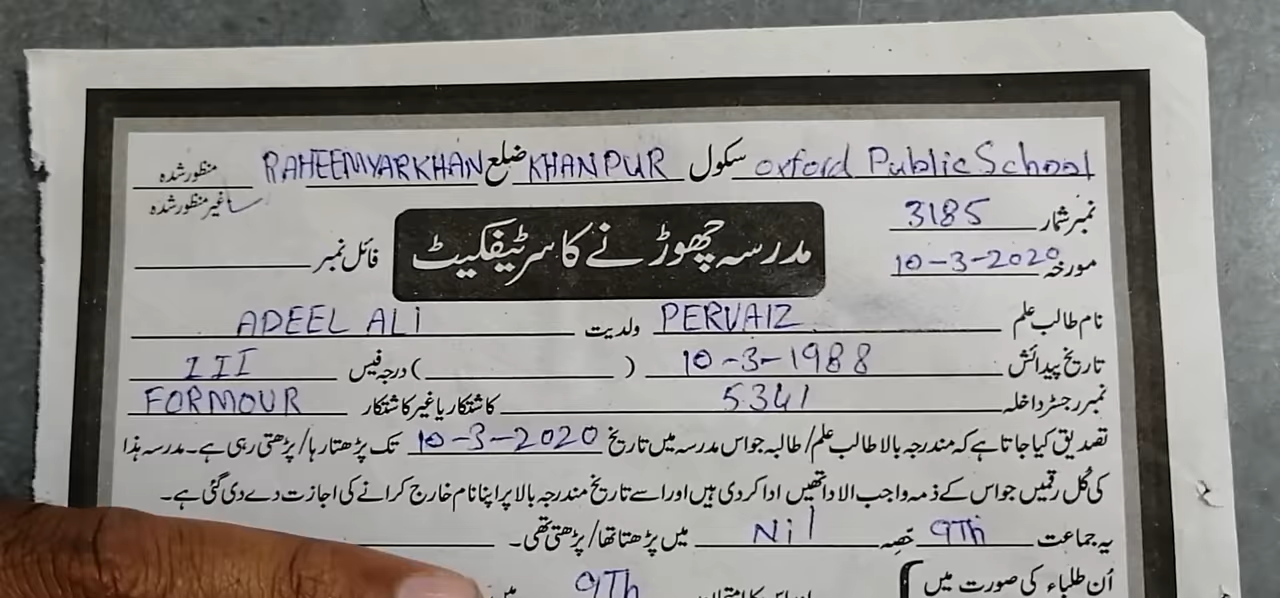 oxford Public School سکول KHANPUR ضلع RAHEEMYARKHAN منظور شدہ
غیر منظور شدہ
نمبر شمار 3185
مدرسہ چھوڑنے کا سرٹیفکیٹ
مورخہ 10-3-2020 فائل نمبر
نام طالب علم PERVAIZ ولدیت ADEEL ALi
تاریخ پیدائش 10-3-1988 ( ) درجہ فیس III
نمبر رجسٹر داخلہ 5341 کاشتکار یا غیر کاشتکار FORMOUR
تصدیق کیا جاتا ہے کہ مندرجہ بالا طالب علم/ طالبہ جو اس مدرسہ میں تاریخ 10-3-2020 تک پڑھتا رہا/ پڑھتی رہی ہے۔ مدرسہ ھذا
کی کُل رقمیں جو اس کے ذمہ واجب الادا تھیں ادا کر دی ہیں اور اسے تاریخ مندرجہ بالا پر اپنا نام خارج کرانے کی اجازت دے دی گئی ہے۔
یہ جماعت 9Th حصّہ Nil میں پڑھتا تھا/ پڑھتی تھی۔
اُن طلباء کی صورت میں 9Th میں